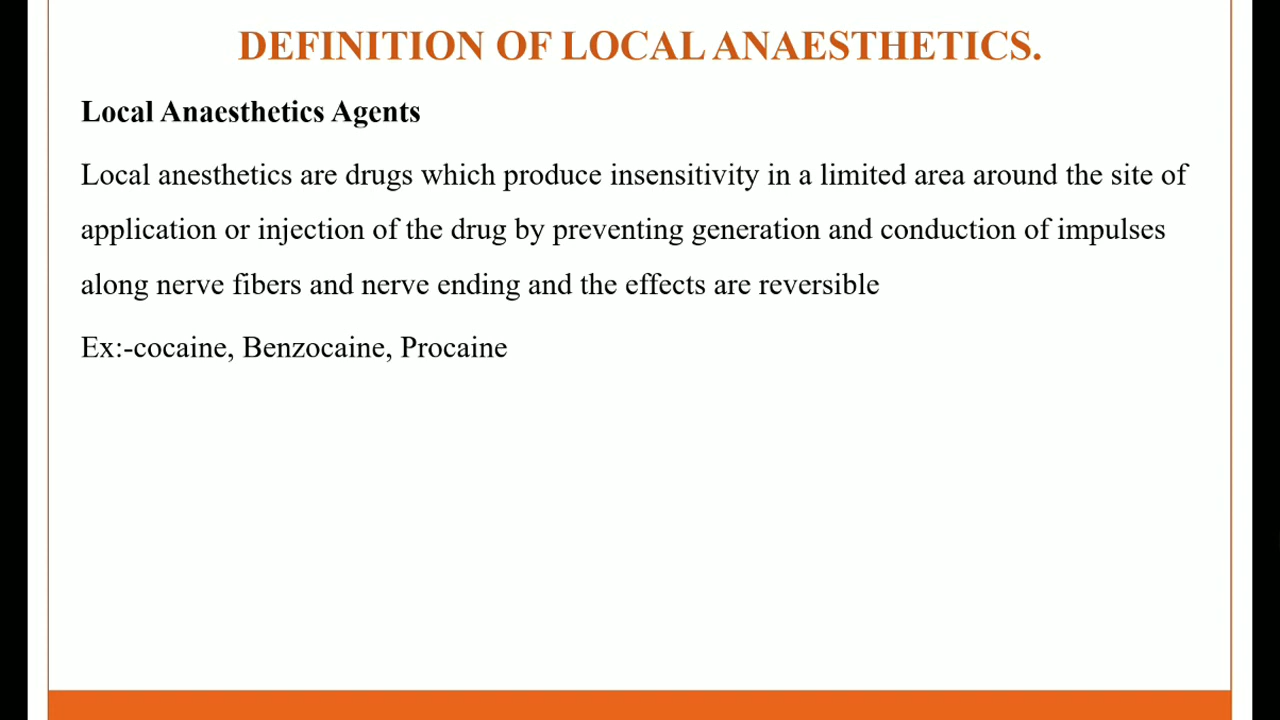 DEFINITION OF LOCAL ANAESTHETICS.
Local Anaesthetics Agents
Local anesthetics are drugs which produce insensitivity in a limited area around the site of
application or injection of the drug by preventing generation and conduction of impulses
along nerve fibers and nerve ending and the effects are reversible
Ex:-cocaine, Benzocaine, Procaine